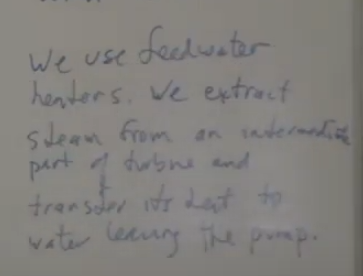 We use feedwater
heaters. We extract
steam from an intermediate
part of turbine and
transfer its heat to
water leaving the pump.